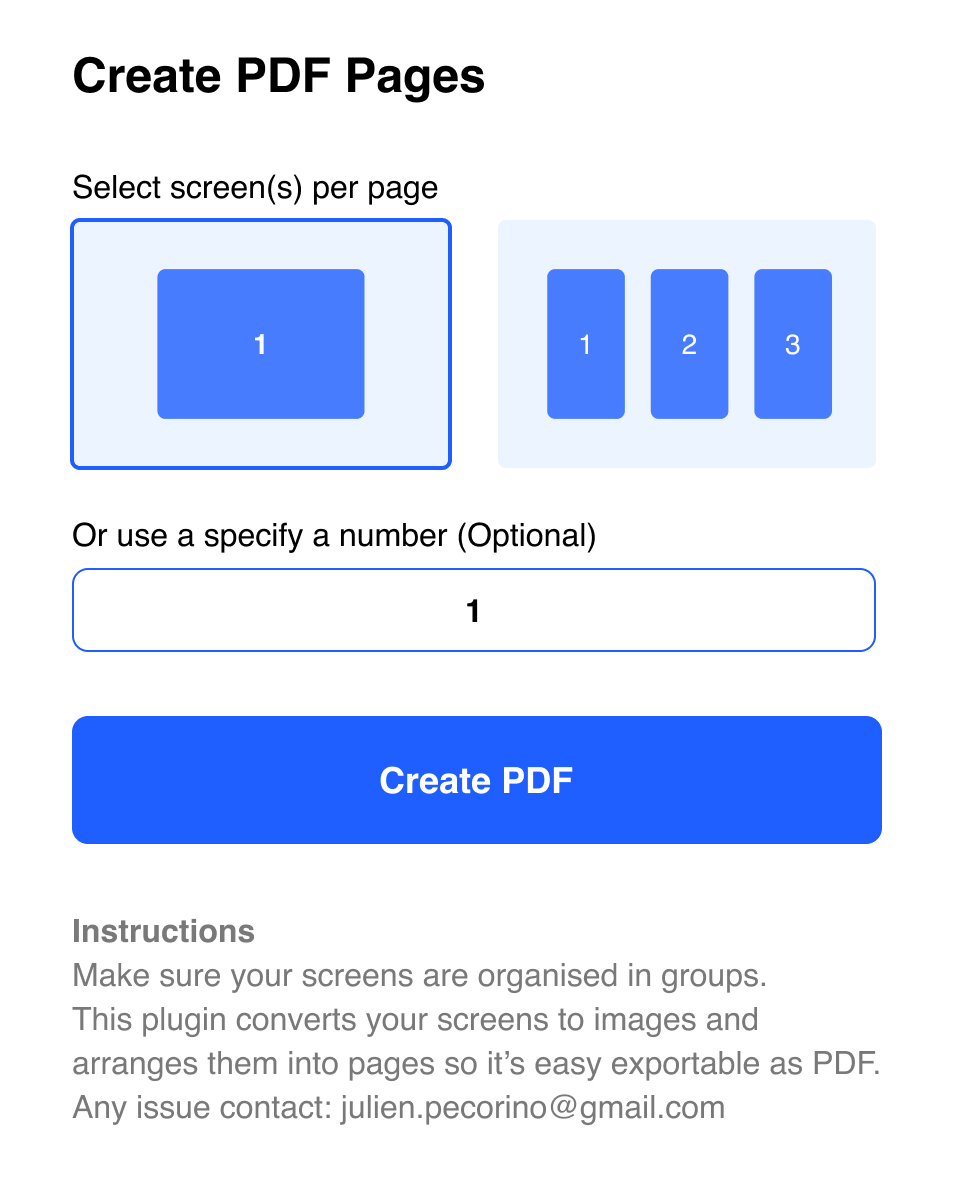 Create PDF Pages
Select screen(s) per page
1
1 2 3
Or use a specify a number (Optional)
1
Create PDF
Instructions
Make sure your screens are organised in groups.
This plugin converts your screens to images and
arranges them into pages so it’s easy exportable as PDF.
Any issue contact: julien.pecorino@gmail.com